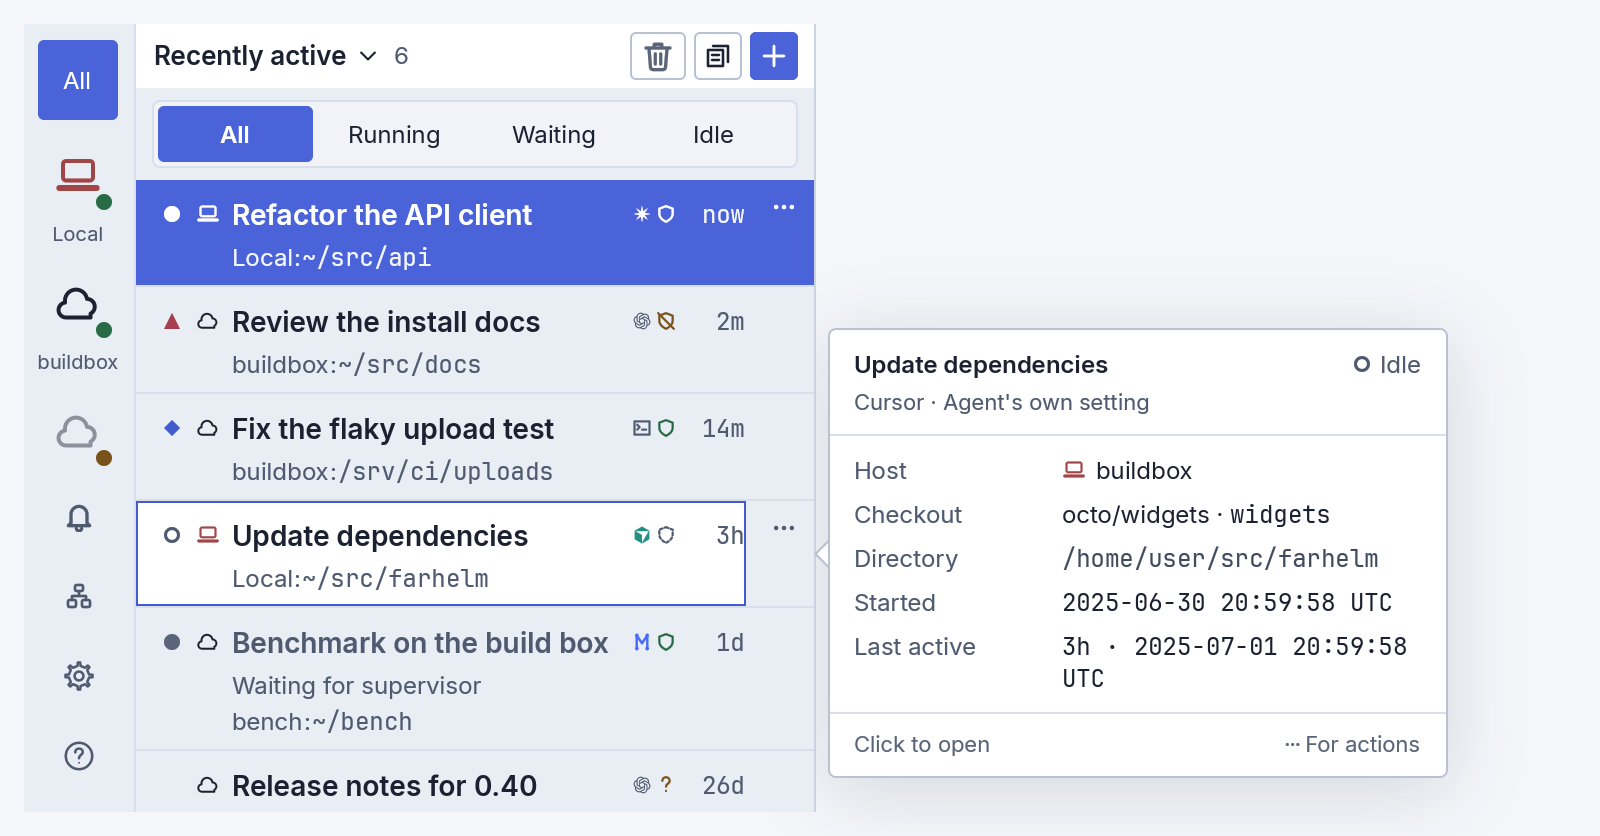 All
Local
buildbox
Recently active 6
All Running Waiting Idle
Refactor the API client now
Local:~/src/api
Review the install docs 2m
buildbox:~/src/docs
Fix the flaky upload test 14m
buildbox:/srv/ci/uploads
Update dependencies 3h
Local:~/src/farhelm
Benchmark on the build box 1d
Waiting for supervisor
bench:~/bench
Release notes for 0.40 ? 26d
Update dependencies Idle
Cursor · Agent's own setting
Host buildbox
Checkout octo/widgets · widgets
Directory /home/user/src/farhelm
Started 2025-06-30 20:59:58 UTC
Last active 3h · 2025-07-01 20:59:58
UTC
Click to open ··· For actions